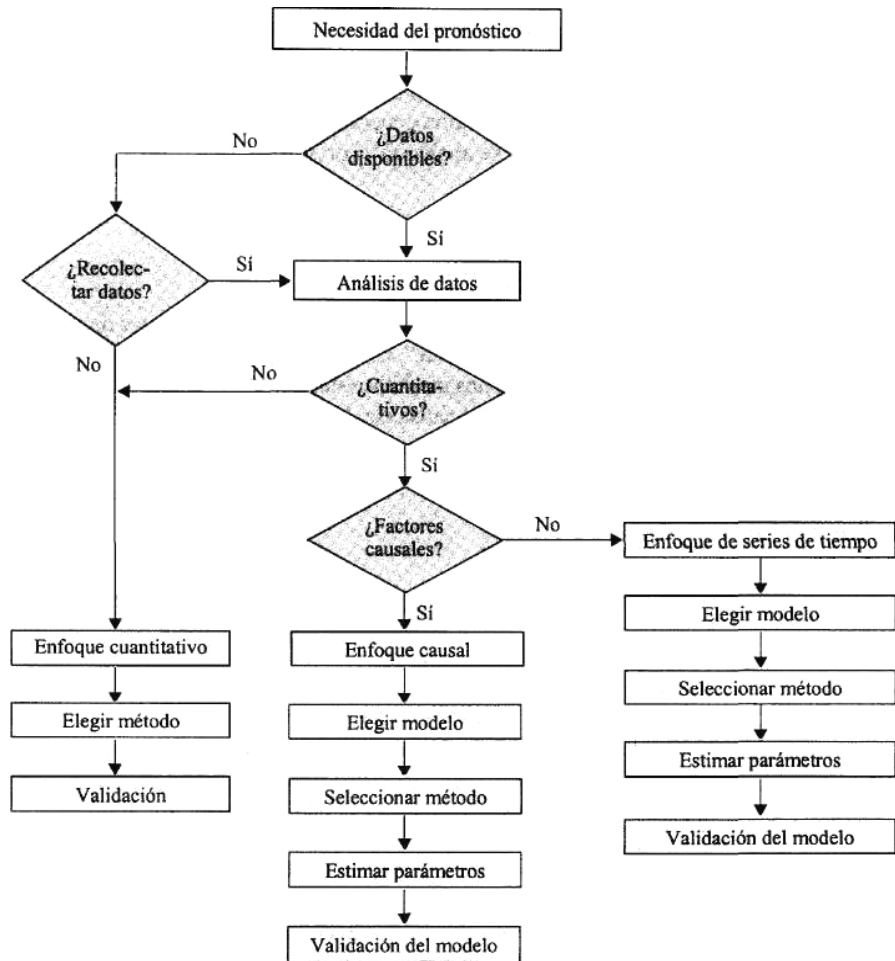 Necesidad del pronóstico
¿Datos
disponibles?
No
Sí
¿Recolec-
tar datos?
Sí
Análisis de datos
No
No
¿Cuantita-
tivos?
Sí
¿Factores
causales?
No
Enfoque de series de tiempo
Sí
Elegir modelo
Enfoque cuantitativo
Enfoque causal
Seleccionar método
Elegir método
Elegir modelo
Estimar parámetros
Validación
Seleccionar método
Validación del modelo
Estimar parámetros
Validación del modelo